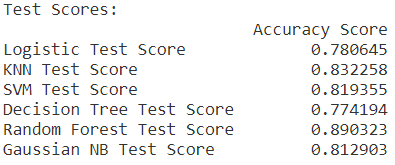 Test Scores:
Accuracy Score
Logistic Test Score 0.780645
KNN Test Score 0.832258
SVM Test Score 0.819355
Decision Tree Test Score 0.774194
Random Forest Test Score 0.890323
Gaussian NB Test Score 0.812903